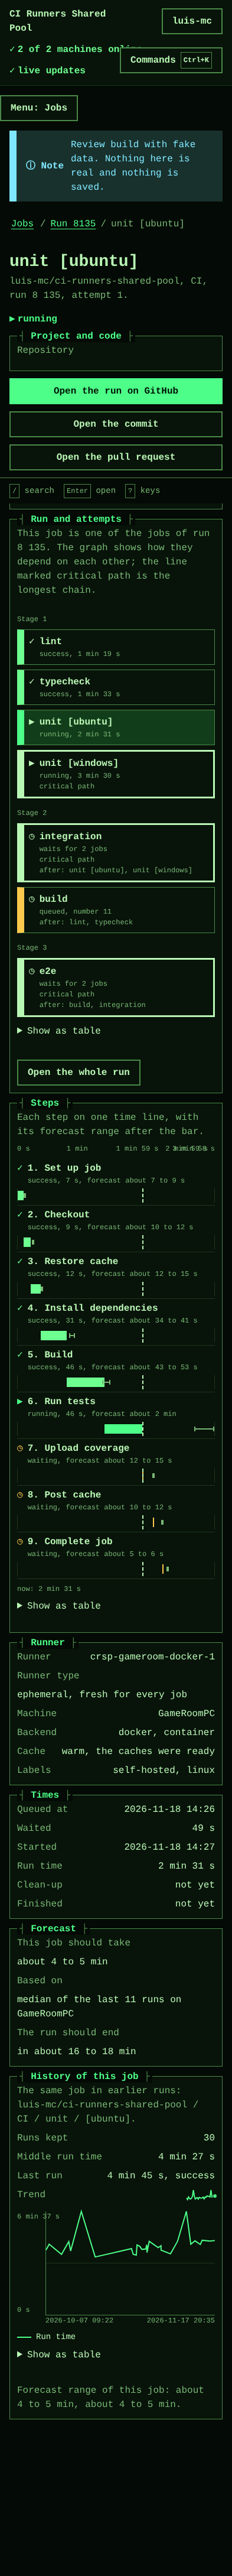 CI Runners Shared
Pool
luis-mc
✓ 2 of 2 machines
Commands Ctrl+K
✓ live updates
Menu: Jobs
ⓘ Note
Review build with fake
data. Nothing here is
real and nothing is
saved.
Jobs / Run 8135 / unit [ubuntu]
unit [ubuntu]
luis-mc/ci-runners-shared-pool, CI,
run 8 135, attempt 1.
▶ running
Project and code
Repository
Open the run on GitHub
Open the commit
Open the pull request
/ search Enter open ? keys
Run and attempts
This job is one of the jobs of run
8 135. The graph shows how they
depend on each other; the line
marked critical path is the
longest chain.
Stage 1
✓ lint
success, 1 min 19 s
✓ typecheck
success, 1 min 33 s
▶ unit [ubuntu]
running, 2 min 31 s
▶ unit [windows]
running, 3 min 30 s
critical path
Stage 2
◷ integration
waits for 2 jobs
critical path
after: unit [ubuntu], unit [windows]
◷ build
queued, number 11
after: lint, typecheck
Stage 3
◷ e2e
waits for 2 jobs
critical path
after: build, integration
▶ Show as table
Open the whole run
Steps
Each step on one time line, with
its forecast range after the bar.
0 s 1 min 1 min 59 s
✓ 1. Set up job
success, 7 s, forecast about 7 to 9 s
✓ 2. Checkout
success, 9 s, forecast about 10 to 12 s
✓ 3. Restore cache
success, 12 s, forecast about 12 to 15 s
✓ 4. Install dependencies
success, 31 s, forecast about 34 to 41 s
✓ 5. Build
success, 46 s, forecast about 43 to 53 s
▶ 6. Run tests
running, 46 s, forecast about 2 min
◷ 7. Upload coverage
waiting, forecast about 12 to 15 s
◷ 8. Post cache
waiting, forecast about 10 to 12 s
◷ 9. Complete job
waiting, forecast about 5 to 6 s
now: 2 min 31 s
▶ Show as table
Runner
Runner crsp-gameroom-docker-1
Runner type
ephemeral, fresh for every job
Machine GameRoomPC
Backend docker, container
Cache warm, the caches were ready
Labels self-hosted, linux
Times
Queued at 2026-11-18 14:26
Waited 49 s
Started 2026-11-18 14:27
Run time 2 min 31 s
Clean-up not yet
Finished not yet
Forecast
This job should take
about 4 to 5 min
Based on
median of the last 11 runs on
GameRoomPC
The run should end
in about 16 to 18 min
History of this job
The same job in earlier runs:
luis-mc/ci-runners-shared-pool /
CI / unit / [ubuntu].
Runs kept 30
Middle run time 4 min 27 s
Last run 4 min 45 s, success
Trend
6 min 37 s
0 s
2026-10-07 09:22 2026-11-17 20:35
Run time
▶ Show as table
Forecast range of this job: about
4 to 5 min, about 4 to 5 min.